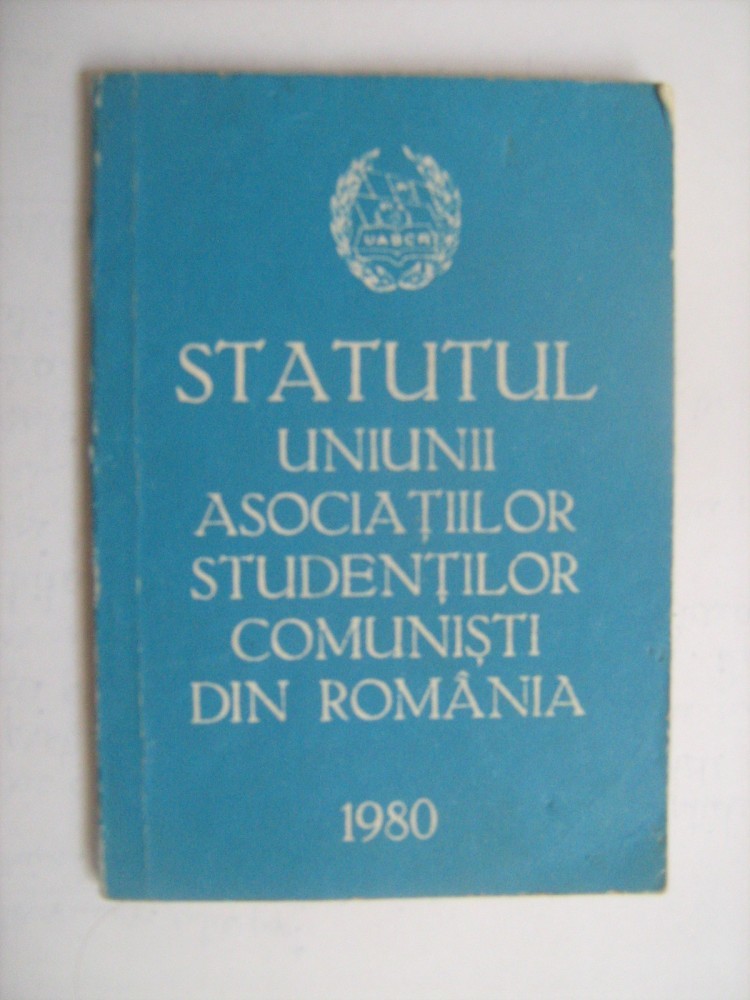 UASCR
STATUTUL
UNIUNII
ASOCIAȚIILOR
STUDENȚILOR
COMUNIȘTI
DIN ROMÂNIA
1980